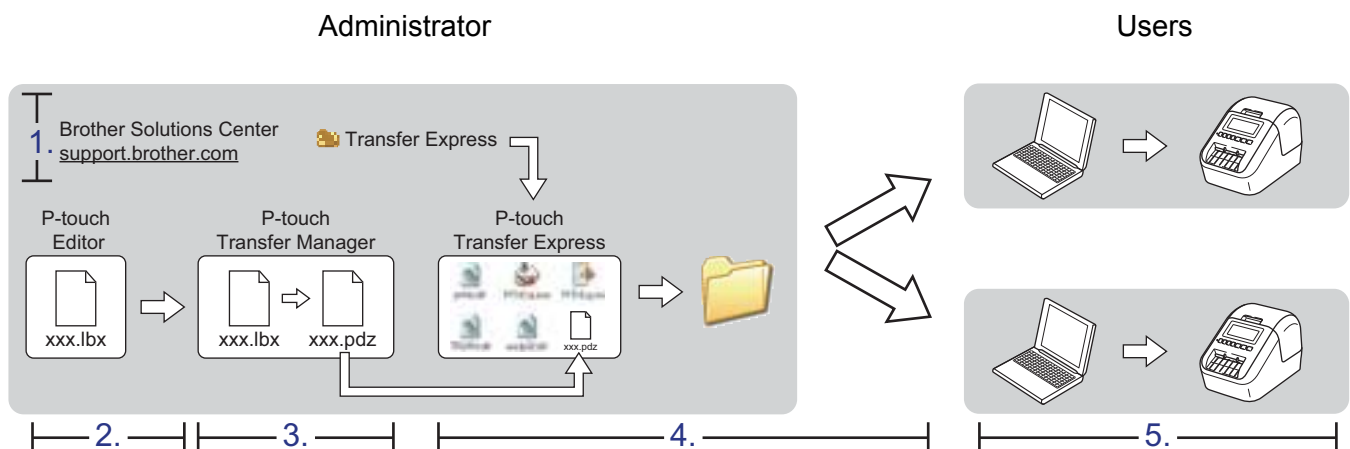 Administrator
Users
1.
Brother Solutions Center
support.brother.com
Transfer Express
P-touch
Editor
xxx.lbx
P-touch
Transfer Manager
xxx.lbx
xxx.pdz
P-touch
Transfer Express
xxx.pdz
2.
3.
4.
5.